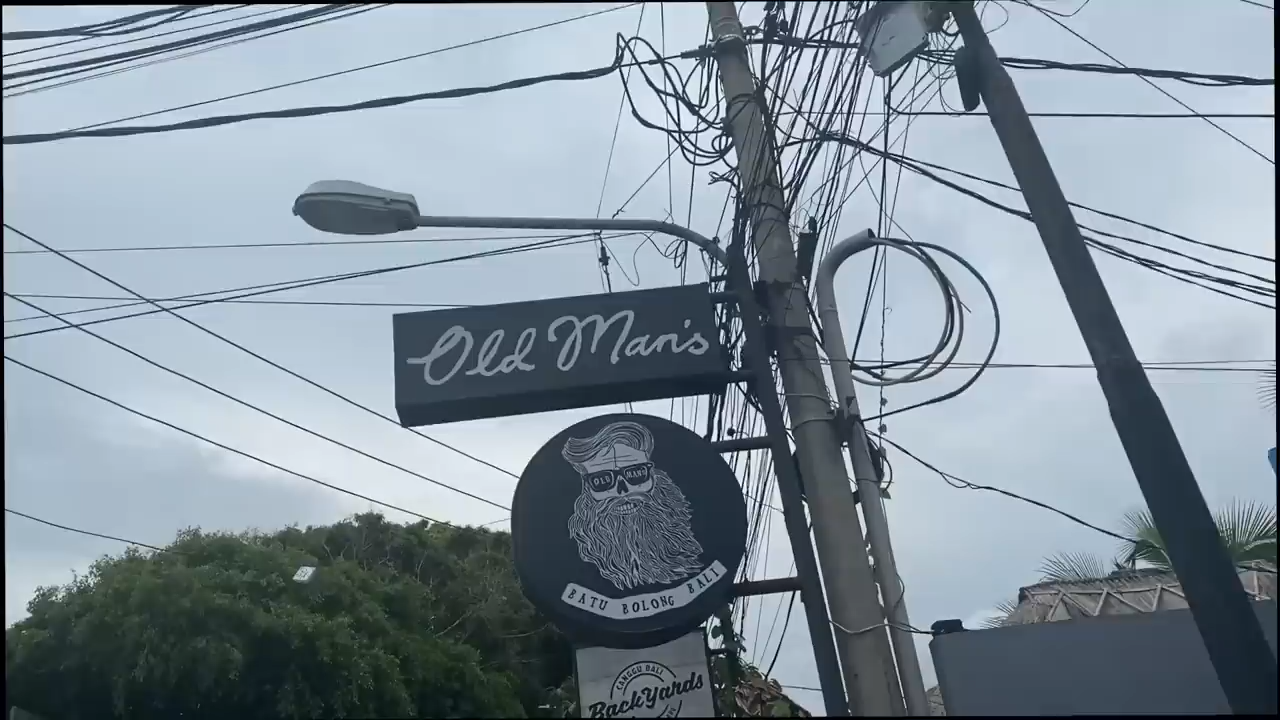 Old Man's
OLD MAN'S
BATU BOLONG BALI
CANGGU BALI
BackYards